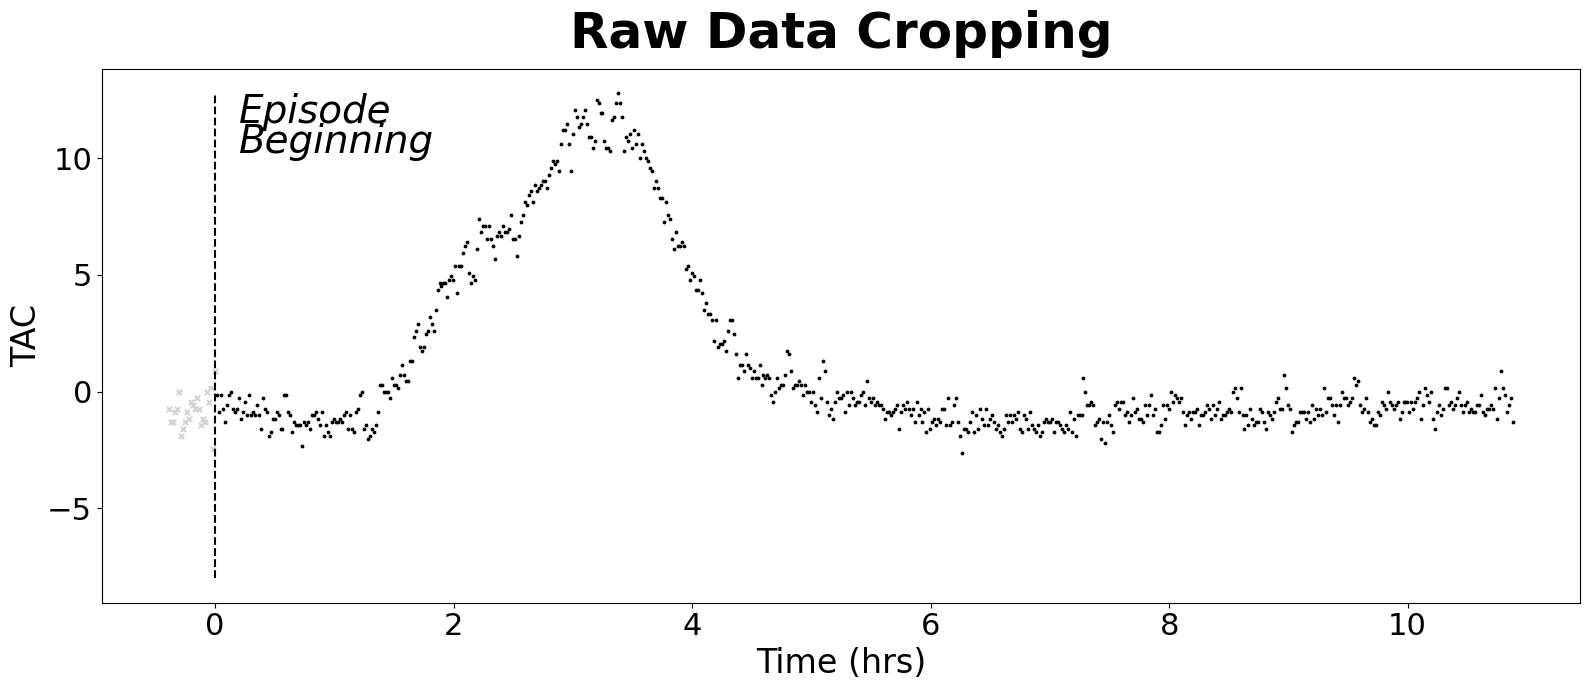 Raw Data Cropping
Episode
Beginning
10
5
0
−5
TAC
0 2 4 6 8 10
Time (hrs)